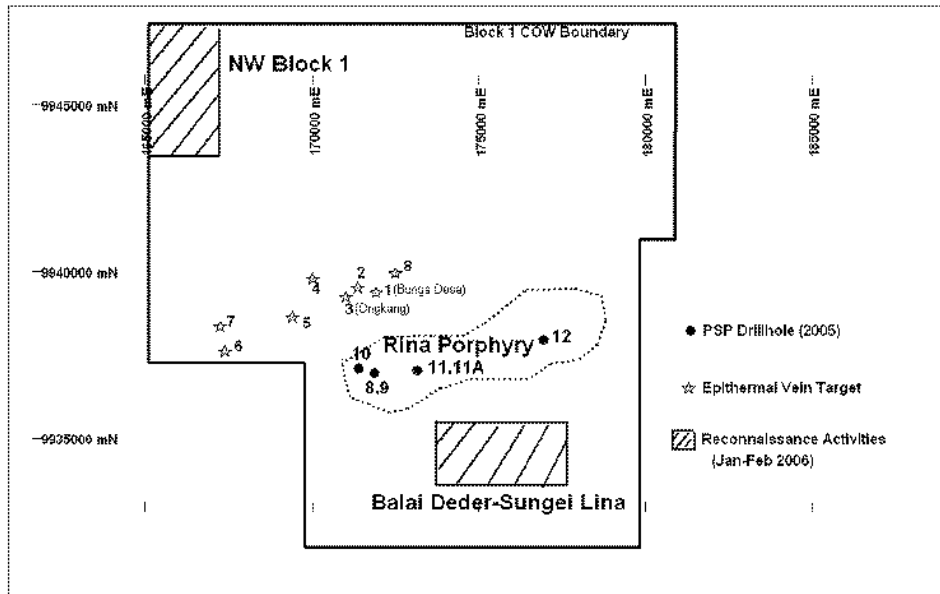 Block 1 COW Boundary
NW Block 1
9945000 mN
165000 mE
170000 mE
175000 mE
180000 mE
185000 mE
9940000 mN
8
2
4
1 (Bunga Desa)
3 (Ongkang)
5
7
6
Rina Porphyry
12
10
8,9
11,11A
PSP Drillhole (2005)
Epithermal Vein Target
9935000 mN
Reconnaissance Activities
(Jan-Feb 2006)
Balai Deder-Sungei Lina